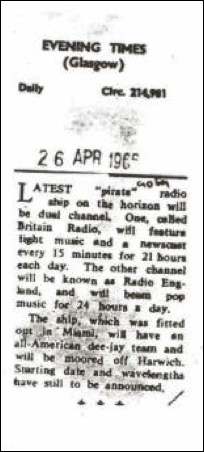 EVENING TIMES
(Glasgow)
Daily Circ. 214,981
26 APR 1965
LATEST "pirate" radio
ship on the horizon will
be dual channel. One, called
Britain Radio, will feature
light music and a newscast
every 15 minutes for 21 hours
each day. The other channel
will be known as Radio Eng-
land, and will beam pop
music for 24 hours a day.
The ship, which was fitted
out in Miami, will have an
all-American dee-jay team and
will be moored off Harwich.
Starting date and wavelengths
have still to be announced.